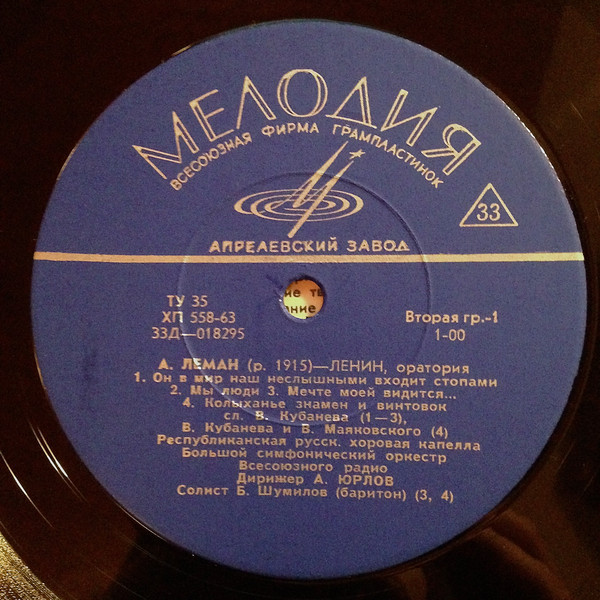 МЕЛОДИЯ
ВСЕСОЮЗНАЯ ФИРМА ГРАМПЛАСТИНОК
33
АПРЕЛЕВСКИЙ ЗАВОД
ТУ 35
ХП 558-63
33Д—018295
Вторая гр.-1
1-00
А. ЛЕМАН (р. 1915)—ЛЕНИН, оратория
1. Он в мир наш неслышными входит стопами
2. Мы люди 3. Мечте моей видится...
4. Колыханье знамен и винтовок
сл. В. Кубанева (1—3),
В. Кубанева и В. Маяковского (4)
Республиканская русск. хоровая капелла
Большой симфонический оркестр
Всесоюзного радио
Дирижер А. ЮРЛОВ
Солист Б. Шумилов (баритон) (3, 4)